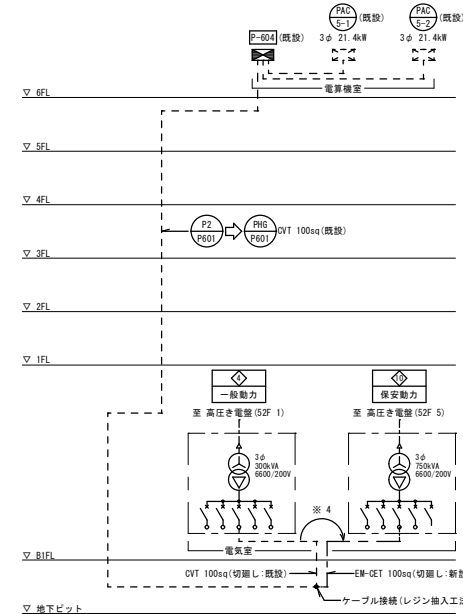 PAC
5-1
(既設)
PAC
5-2
(既設)
P-604
(既設)
3φ 21.4kW
3φ 21.4kW
電算機室
▽ 6FL
▽ 5FL
▽ 4FL
P2
P601
PHG
P601
CVT 100sq(既設)
▽ 3FL
▽ 2FL
▽ 1FL
4
一般動力
10
保安動力
至 高圧き電盤(52F 1)
至 高圧き電盤(52F 5)
3φ
300kVA
6600/200V
3φ
750kVA
6600/200V
※ 4
電気室
▽ B1FL
CVT 100sq(切廻し:既設)
EM-CET 100sq(切廻し:新設
ケーブル接続(レジン抽入工法
▽ 地下ピット